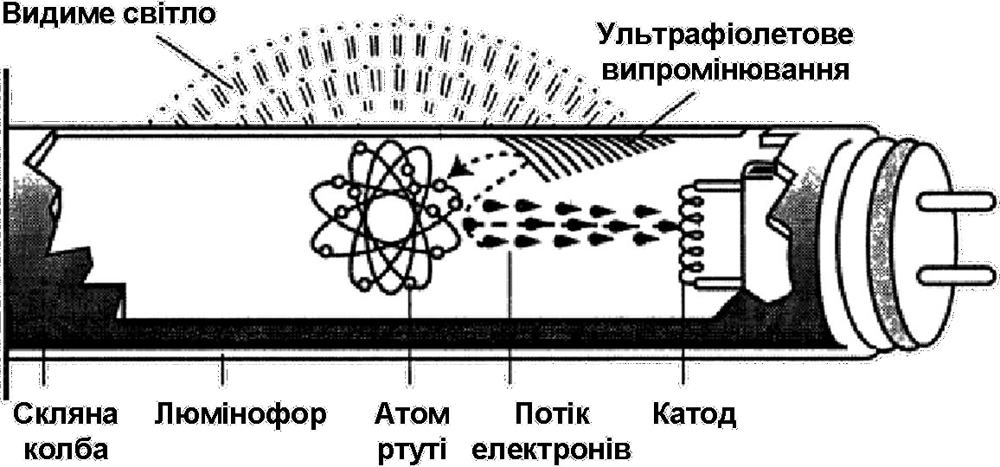 Видиме світло
Ультрафіолетове
випромінювання
Скляна
колба
Люмінофор
Атом
ртуті
Потік
електронів
Катод